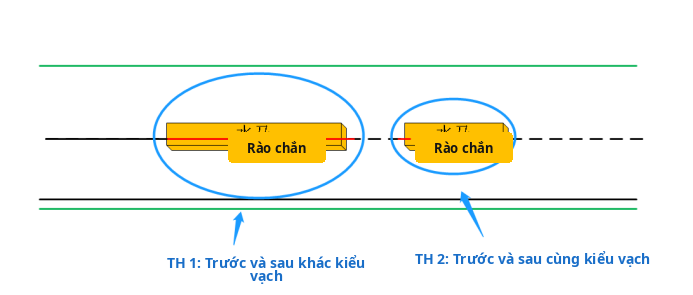 Rào chắn
Rào chắn
TH 1: Trước và sau khác kiểu
vạch
TH 2: Trước và sau cùng kiểu vạch